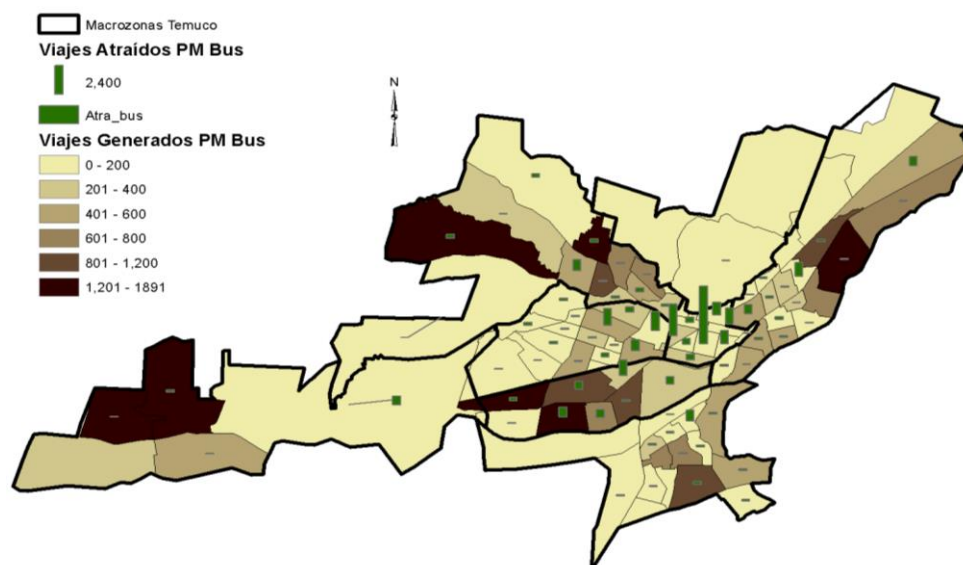 Macrozonas Temuco
Viajes Atraídos PM Bus
2,400
Atra_bus
Viajes Generados PM Bus
0 - 200
201 - 400
401 - 600
601 - 800
801 - 1,200
1,201 - 1891
N